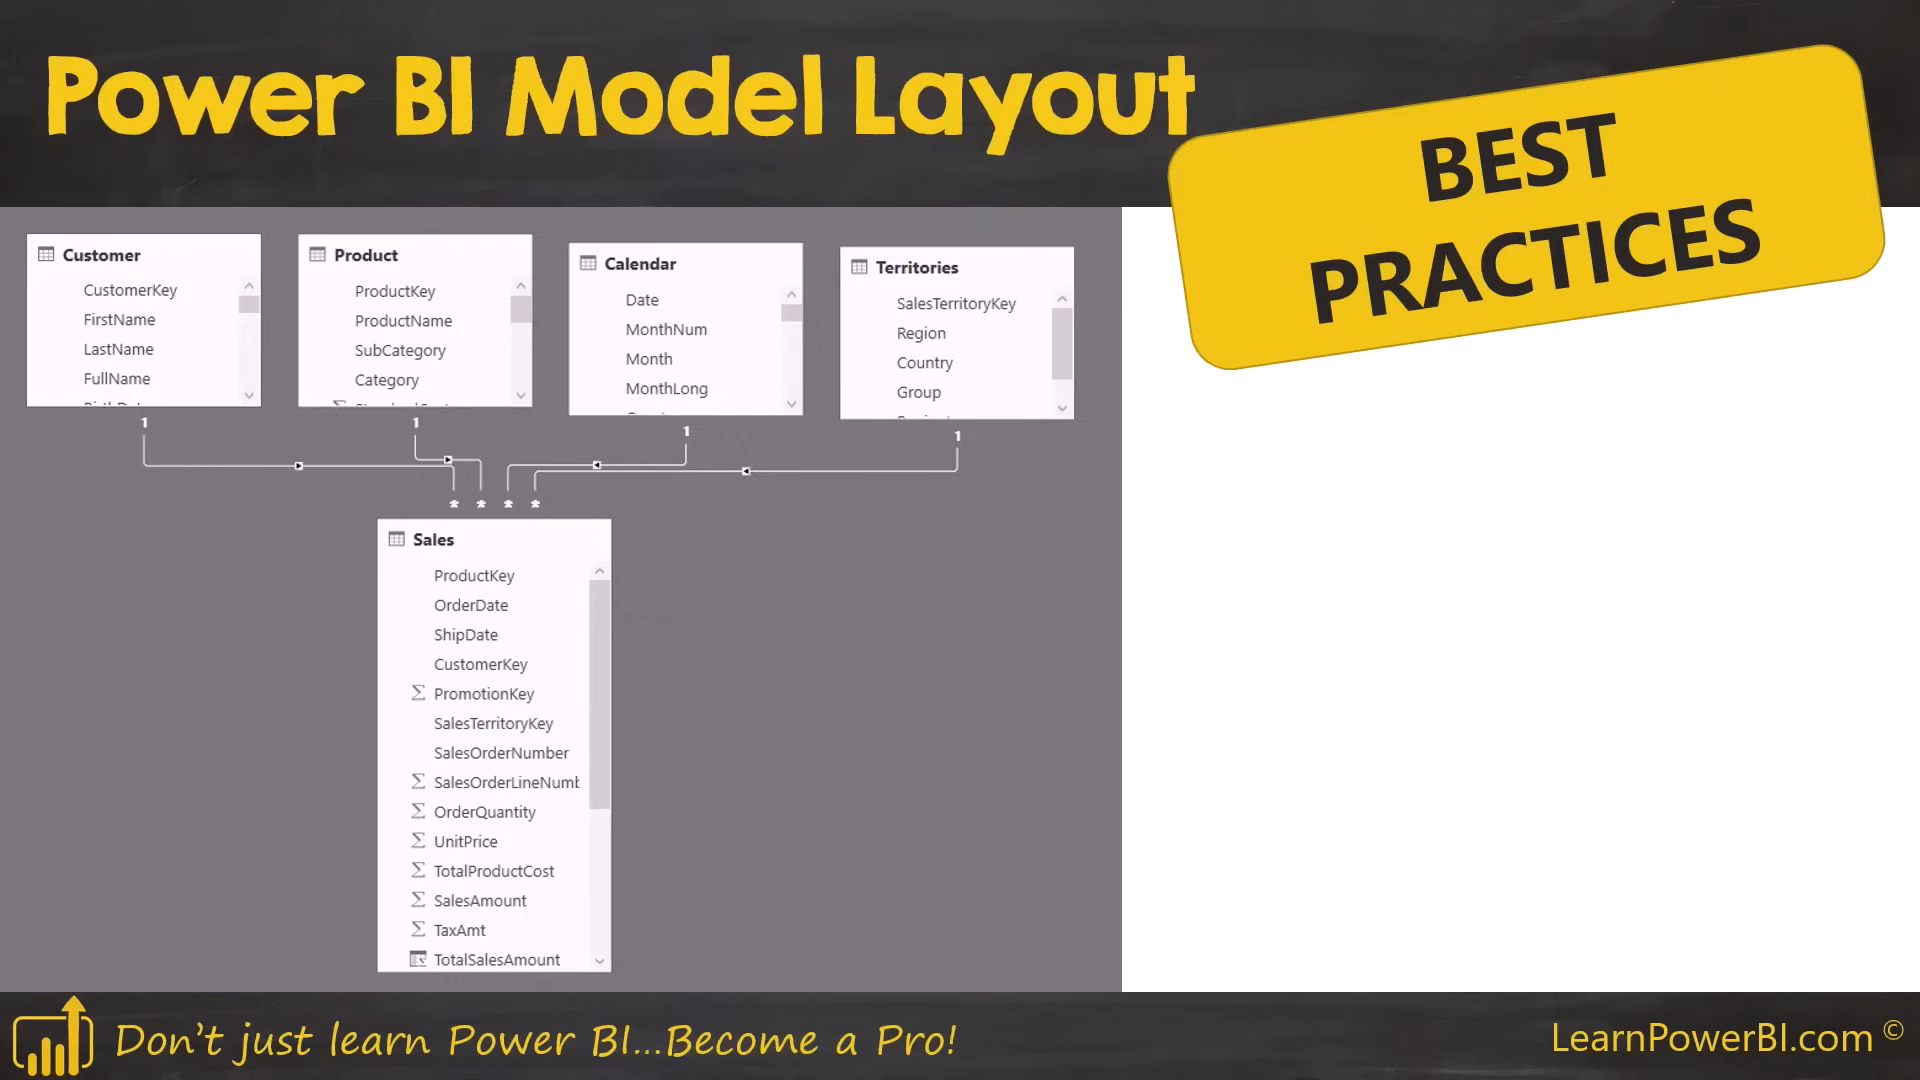 Power BI Model Layout
BEST
PRACTICES
Customer
CustomerKey
FirstName
LastName
FullName
1
Product
ProductKey
ProductName
SubCategory
Category
1
Calendar
Date
MonthNum
Month
MonthLong
1
Territories
SalesTerritoryKey
Region
Country
Group
1
* * * *
Sales
ProductKey
OrderDate
ShipDate
CustomerKey
Σ PromotionKey
SalesTerritoryKey
SalesOrderNumber
Σ SalesOrderLineNumb
Σ OrderQuantity
Σ UnitPrice
Σ TotalProductCost
Σ SalesAmount
Σ TaxAmt
TotalSalesAmount
Don't just learn Power BI...Become a Pro!
LearnPowerBI.com ©